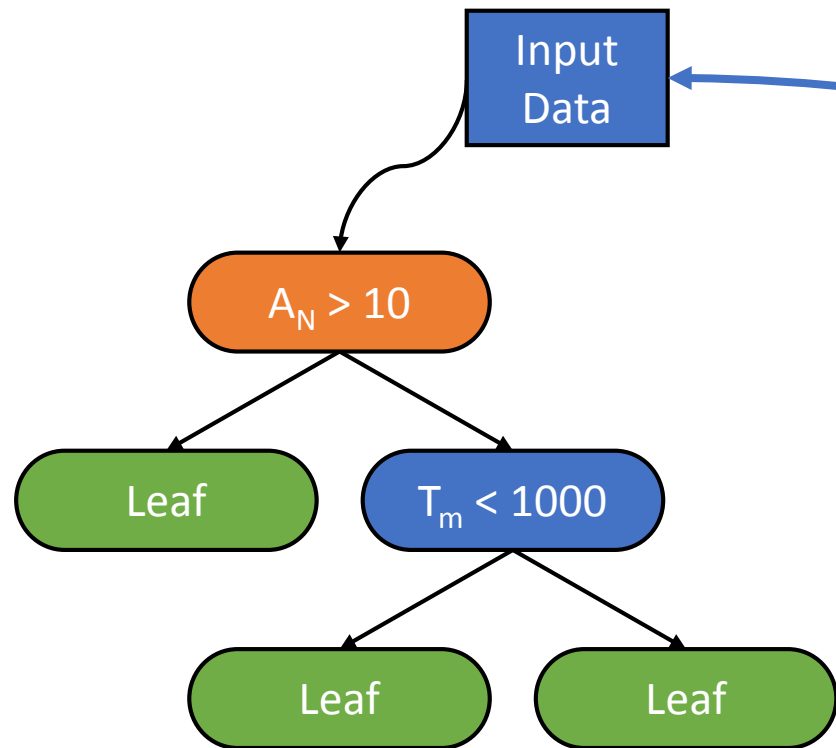 Input
Data
A_N > 10
Leaf
T_m < 1000
Leaf
Leaf